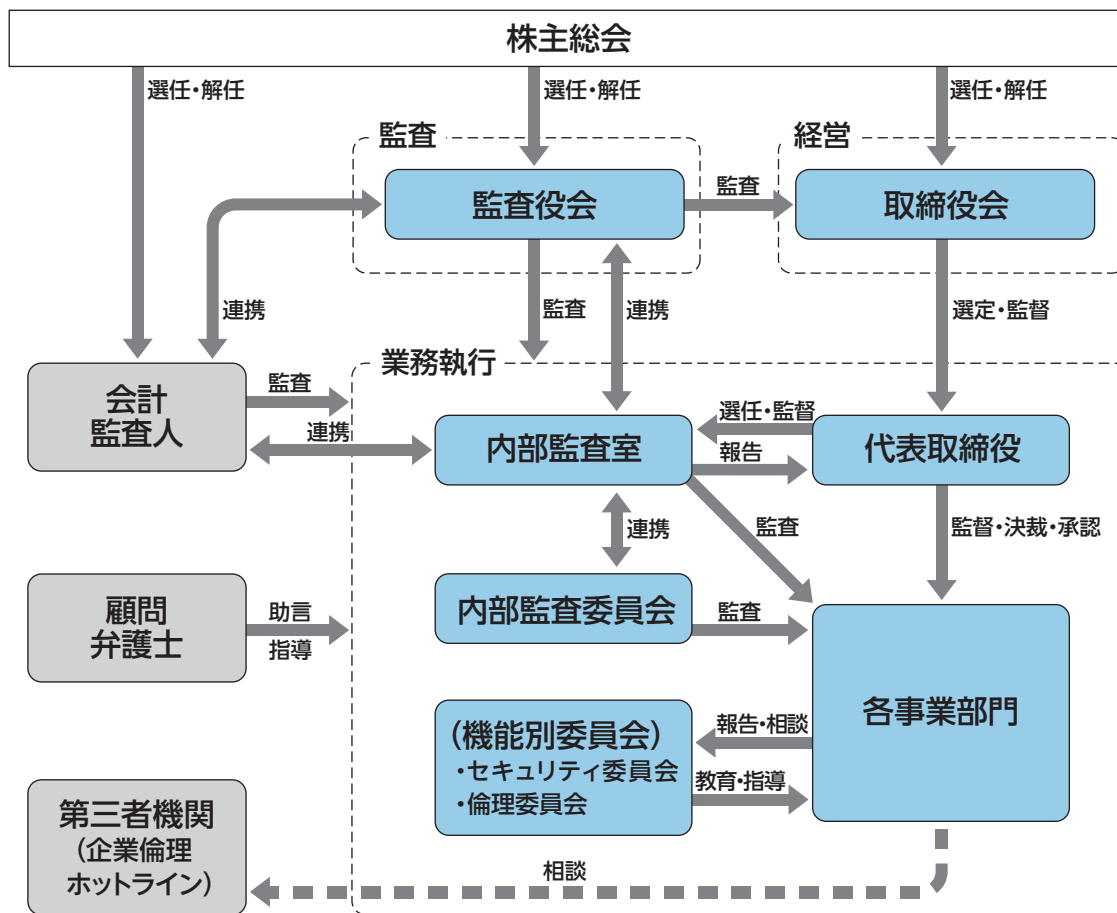 株主総会
選任・解任
選任・解任
選任・解任
監査
経営
監査役会
監査
取締役会
連携
監査
連携
選定・監督
業務執行
会計
監査人
監査
連携
内部監査室
選任・監督
報告
代表取締役
連携
監査
監督・決裁・承認
顧問
弁護士
助言
指導
内部監査委員会
監査
各事業部門
（機能別委員会）
・セキュリティ委員会
・倫理委員会
報告・相談
教育・指導
第三者機関
（企業倫理
ホットライン）
相談